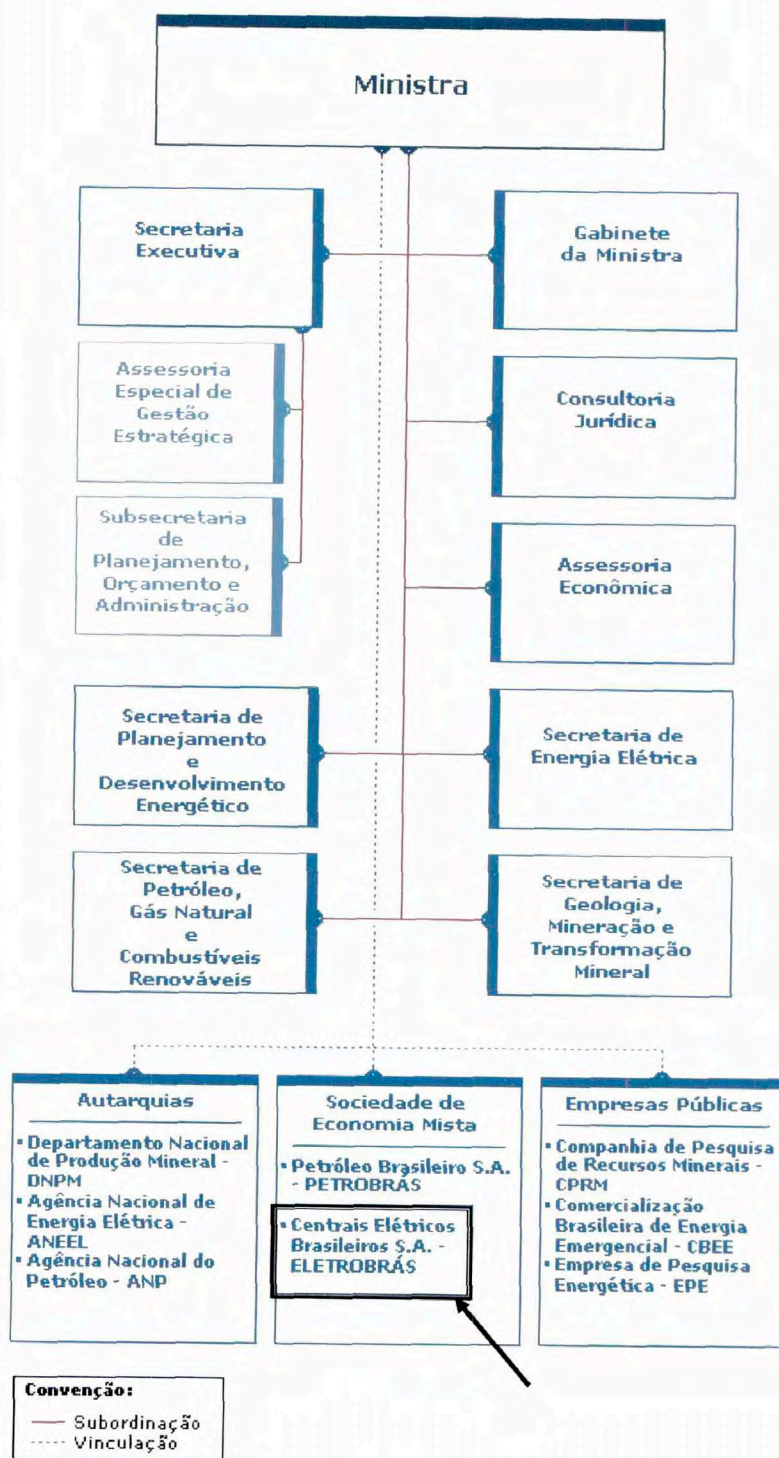 Ministra
Secretaria
Executiva
Gabinete
da Ministra
Assessoria
Especial de
Gestão
Estratégica
Consultoria
Jurídica
Subsecretaria
de
Planejamento,
Orçamento e
Administração
Assessoria
Econômica
Secretaria de
Planejamento
e
Desenvolvimento
Energético
Secretaria de
Energia Elétrica
Secretaria de
Petróleo,
Gás Natural
e
Combustíveis
Renováveis
Secretaria de
Geologia,
Mineração e
Transformação
Mineral
Autarquias
▪ Departamento Nacional
de Produção Mineral -
DNPM
▪ Agência Nacional de
Energia Elétrica -
ANEEL
▪ Agência Nacional do
Petróleo - ANP
Sociedade de
Economia Mista
▪ Petróleo Brasileiro S.A.
- PETROBRÁS
▪ Centrais Elétricos
Brasileiros S.A. -
ELETROBRÁS
Empresas Públicas
▪ Companhia de Pesquisa
de Recursos Minerais -
CPRM
▪ Comercialização
Brasileira de Energia
Emergencial - CBEE
▪ Empresa de Pesquisa
Energética - EPE
Convenção:
Subordinação
Vinculação